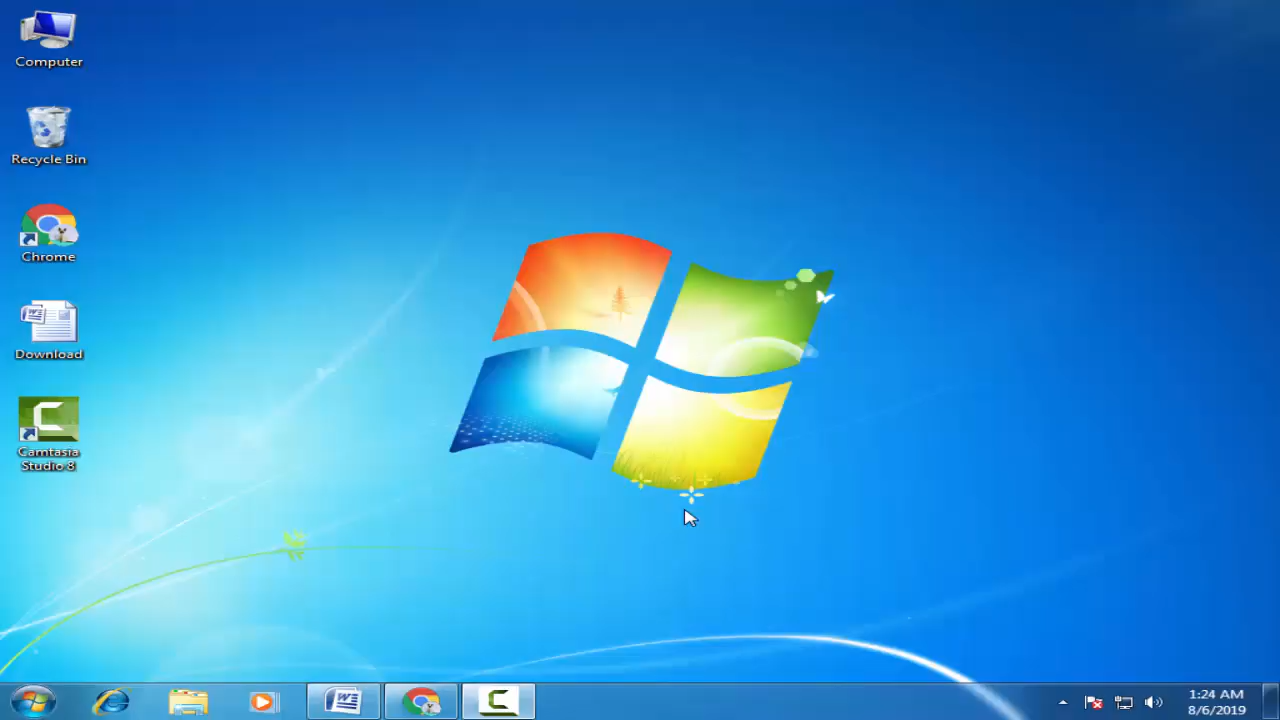 Computer
Recycle Bin
Chrome
Download
Camtasia
Studio 8
1:24 AM
8/6/2019